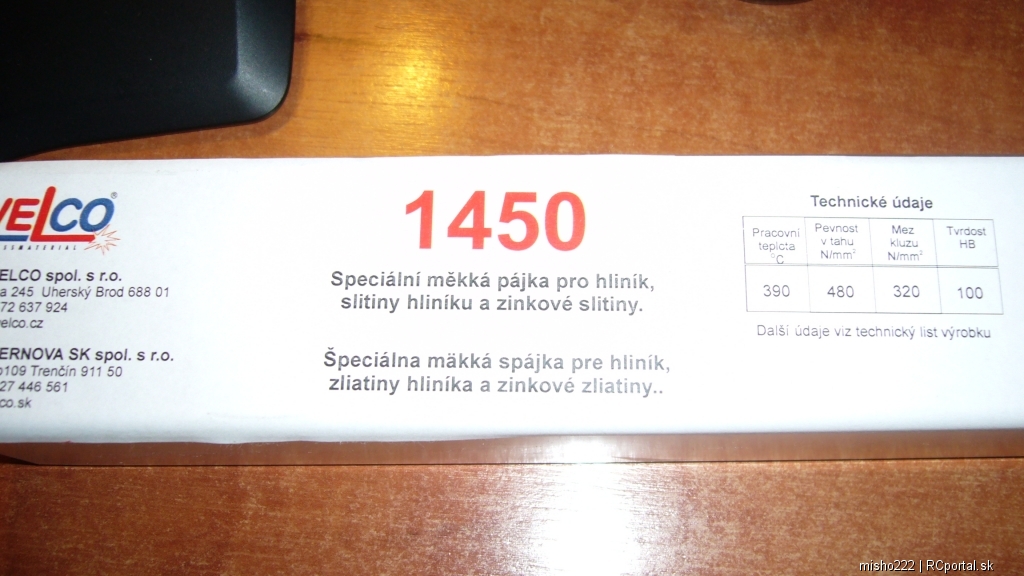 WELCO®
ELCO spol. s r.o.
a 245 Uherský Brod 688 01
72 637 924
elco.cz
ERNOVA SK spol. s r.o.
109 Trenčín 911 50
27 446 561
co.sk
1450
Speciální měkká pájka pro hliník,
slitiny hliníku a zinkové slitiny.
Špeciálna mäkká spájka pre hliník,
zliatiny hliníka a zinkové zliatiny..
Technické údaje
Pracovní teplcta °C Pevnost v tahu N/mm² Mez kluzu N/mm² Tvrdost HB
390 480 320 100
Další údaje viz technický list výrobku
misho222 | RCportal.sk